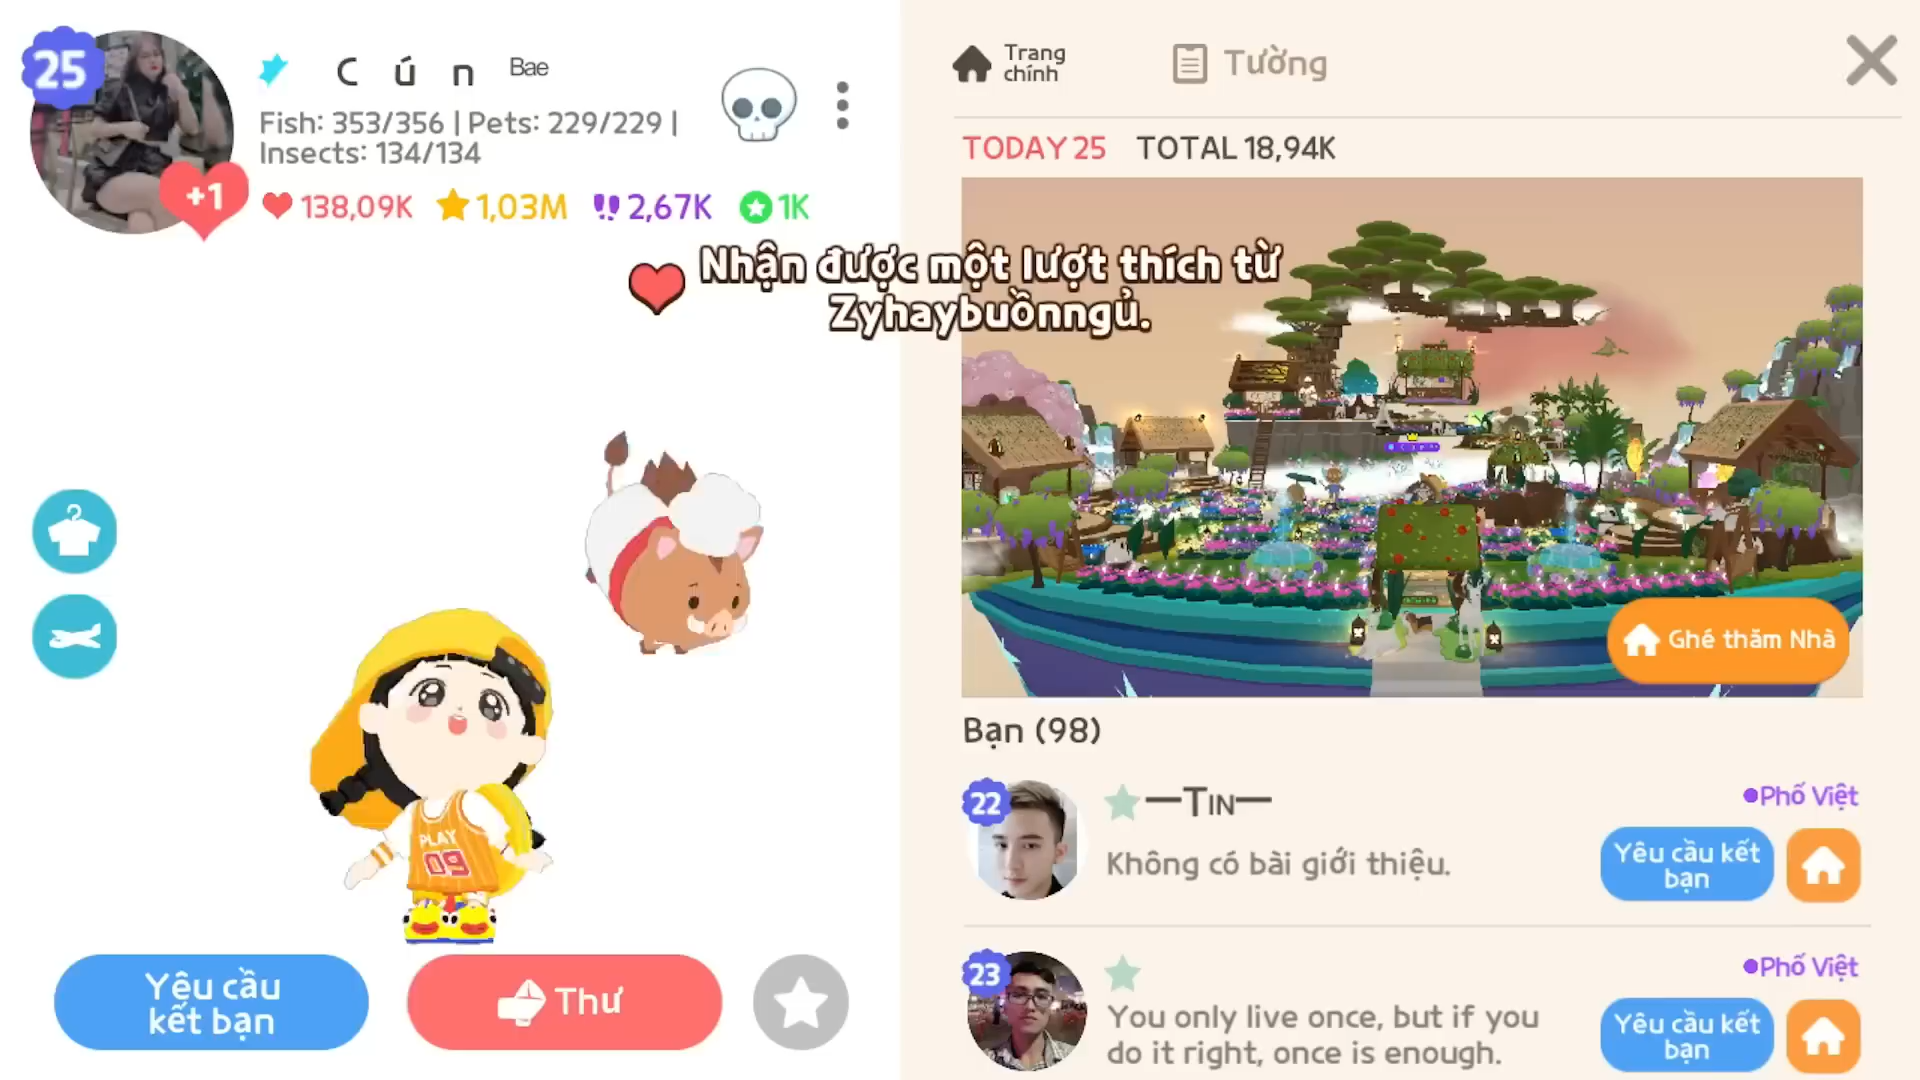 25
C ú n Bae
Fish: 353/356 | Pets: 229/229 |
Insects: 134/134
+1
138,09K 1,03M 2,67K 1K
Trang
chính
Tường
TODAY 25 TOTAL 18,94K
Nhận được một lượt thích từ
Zyhaybuồnngủ.
Ghé thăm Nhà
PLAY
09
Yêu cầu
kết bạn
Thư
Bạn (98)
22
—TIN—
Phố Việt
Không có bài giới thiệu.
Yêu cầu kết
bạn
23
Phố Việt
You only live once, but if you
do it right, once is enough.
Yêu cầu kết
bạn